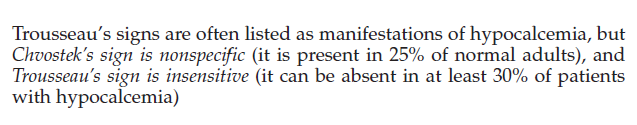 Trousseau's signs are often listed as manifestations of hypocalcemia, but
Chvostek's sign is nonspecific (it is present in 25% of normal adults), and
Trousseau's sign is insensitive (it can be absent in at least 30% of patients
with hypocalcemia)